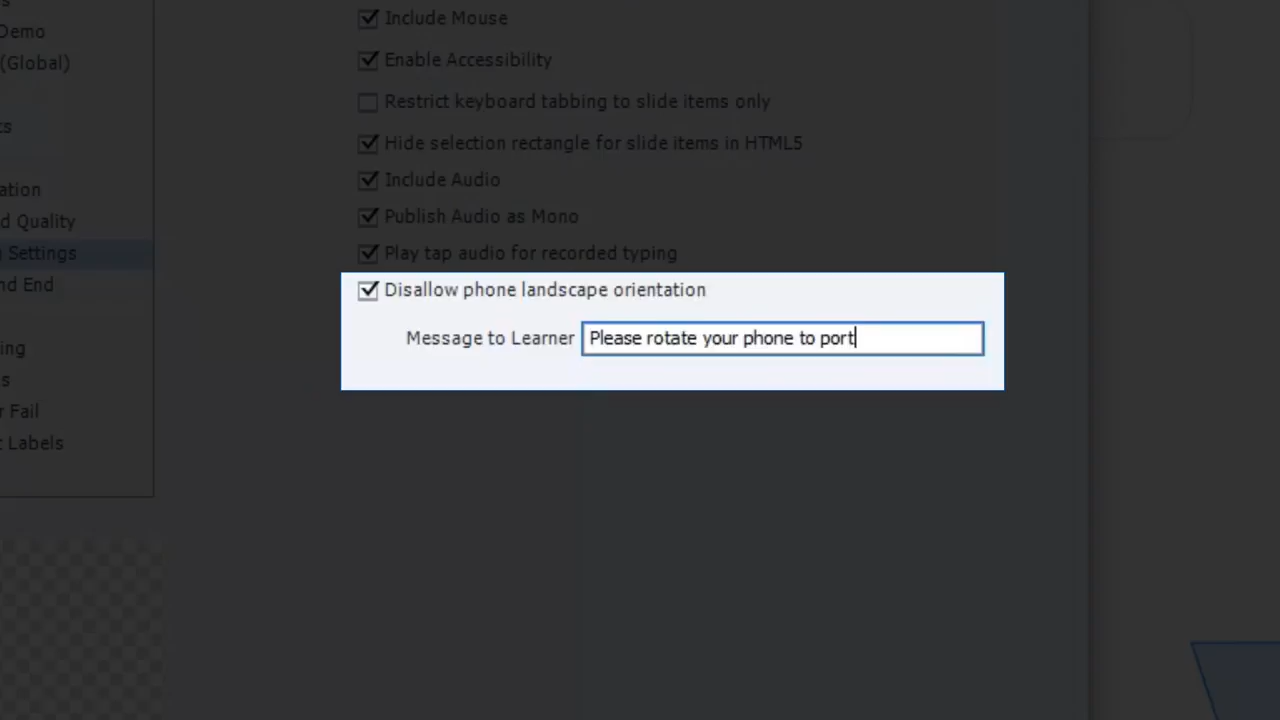 Demo
(Global)
ation
d Quality
Settings
nd End
ing
s
r Fail
t Labels
Include Mouse
Enable Accessibility
Restrict keyboard tabbing to slide items only
Hide selection rectangle for slide items in HTML5
Include Audio
Publish Audio as Mono
Play tap audio for recorded typing
Disallow phone landscape orientation
Message to Learner Please rotate your phone to port